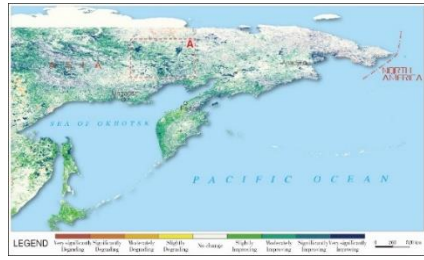 A
NORTH
AMERICA
SEA OF OKHOTSK
PACIFIC OCEAN
LEGEND
Very significantly Degrading
Significantly Degrading
Moderately Degrading
Slightly Degrading
No change
Slightly Improving
Moderately Improving
Significantly Improving
Very significantly Improving
0